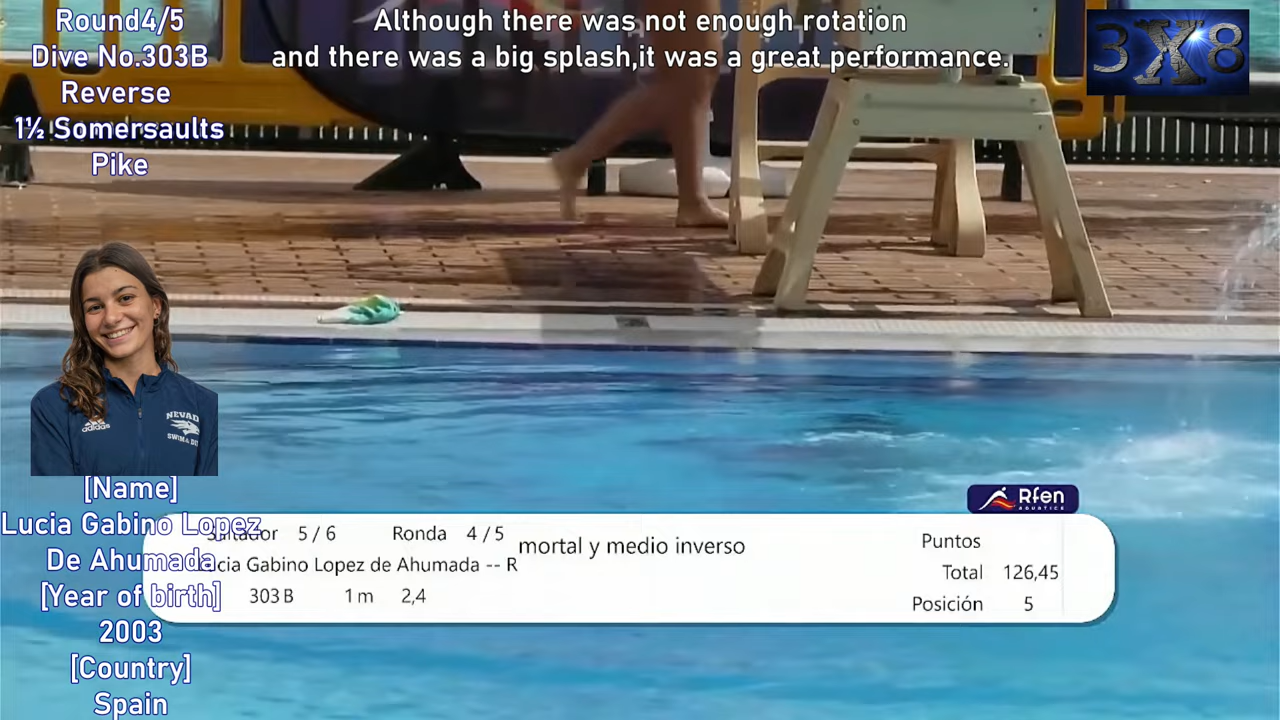 Round4/5
Dive No.303B
Reverse
1½ Somersaults
Pike
Although there was not enough rotation
and there was a big splash,it was a great performance.
3X8
NEVAD
SWIM & DI
adidas
[Name]
Lucia Gabino Lopez
De Ahumada
[Year of birth]
2003
[Country]
Spain
Rfen
AQUATICS
Saltador 5 / 6 Ronda 4 / 5
Lucia Gabino Lopez de Ahumada -- R
303 B 1 m 2,4
mortal y medio inverso
Puntos
Total 126,45
Posición 5